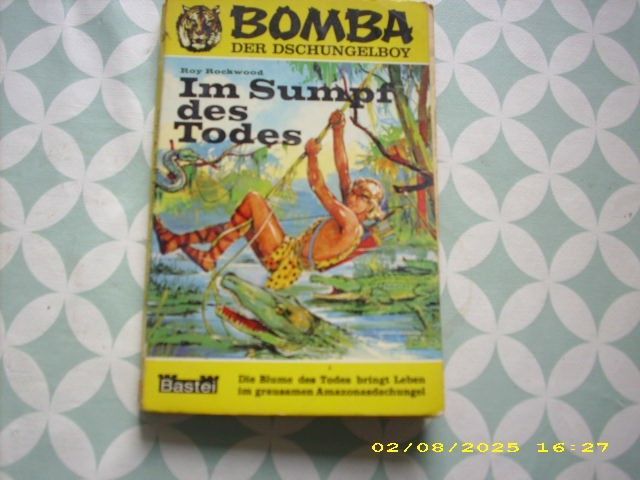 BOMBA
DER DSCHUNGELBOY
Roy Rockwood
Im Sumpf
des
Todes
Bastei
Die Blume des Todes bringt Leben
im grausamen Amazonasdschungel
02/08/2025 16:27